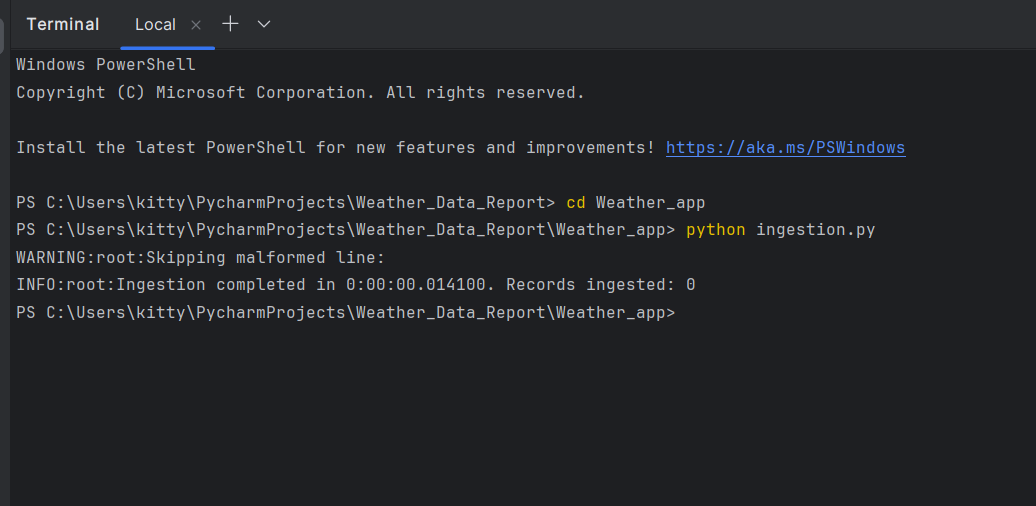 Terminal Local
Windows PowerShell
Copyright (C) Microsoft Corporation. All rights reserved.
Install the latest PowerShell for new features and improvements! https://aka.ms/PSWindows
PS C:\Users\kitty\PycharmProjects\Weather_Data_Report> cd Weather_app
PS C:\Users\kitty\PycharmProjects\Weather_Data_Report\Weather_app> python ingestion.py
WARNING:root:Skipping malformed line:
INFO:root:Ingestion completed in 0:00:00.014100. Records ingested: 0
PS C:\Users\kitty\PycharmProjects\Weather_Data_Report\Weather_app>